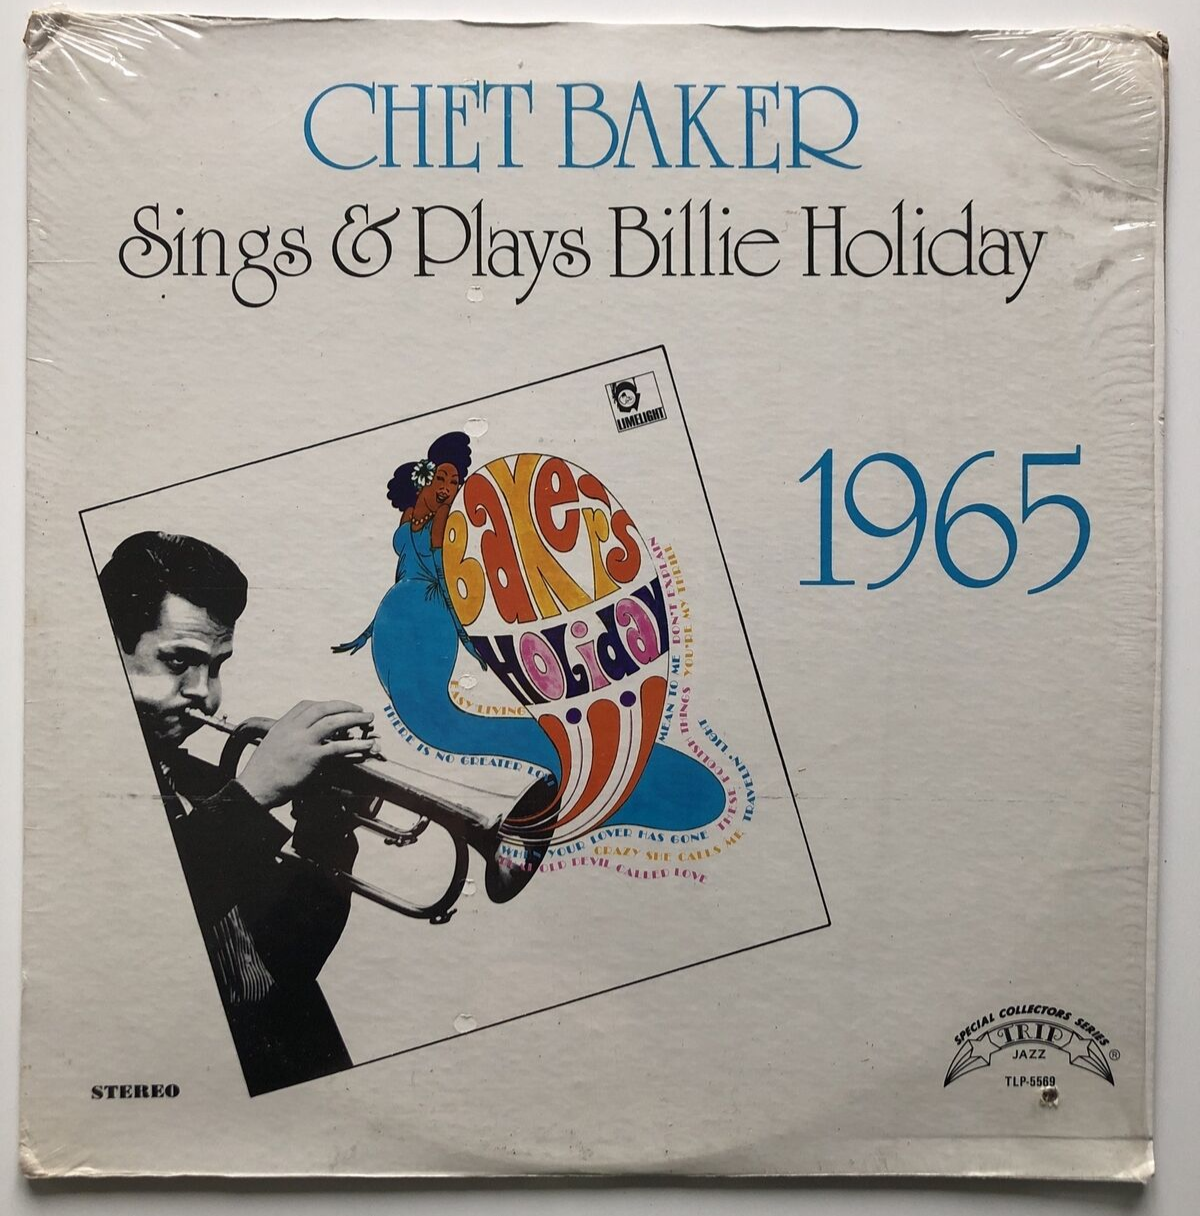 CHET BAKER
Sings & Plays Billie Holiday
1965
LIMELIGHT
BAKer's
HOLiday
EASY LIVING
THERE IS NO GREATER LOVE
WHEN YOUR LOVER HAS GONE
CRAZY SHE CALLS ME
THAT OLD DEVIL CALLED LOVE
MEAN TO ME DON'T EXPLAIN
THESE FOOLISH THINGS YOU'RE MY THRILL
TRAVELIN' LIGHT
STEREO
SPECIAL COLLECTORS SERIES
TRIP
JAZZ
®
TLP-5569